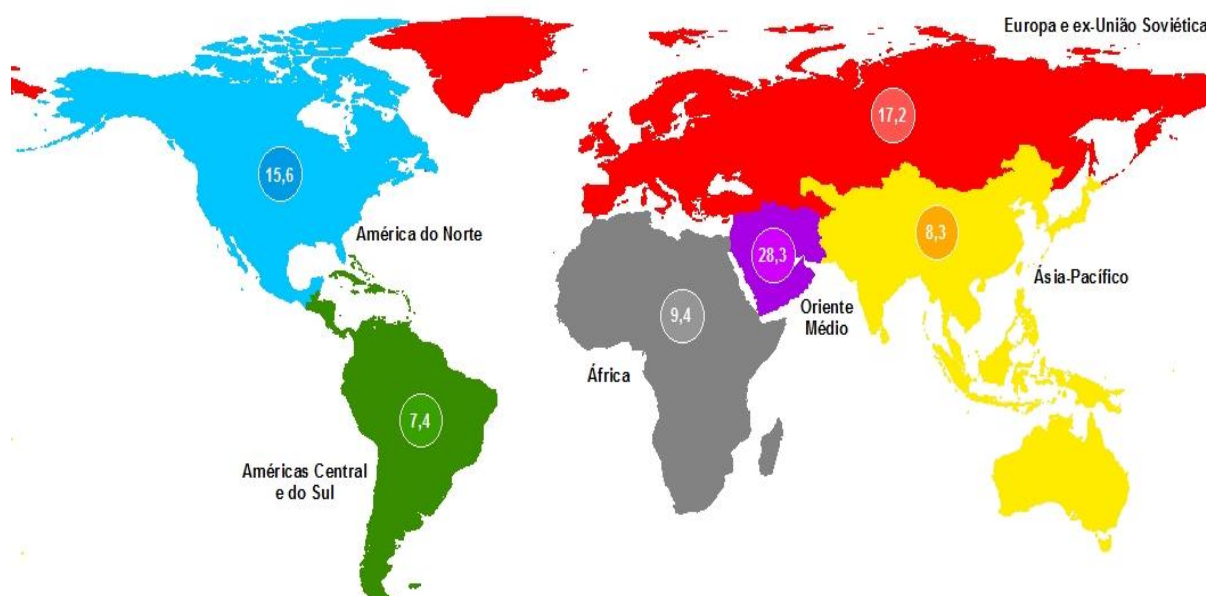 Europa e ex-União Soviética
17,2
15,6
América do Norte
8,3
28,3
Ásia-Pacífico
Oriente
Médio
9,4
África
7,4
Américas Central
e do Sul